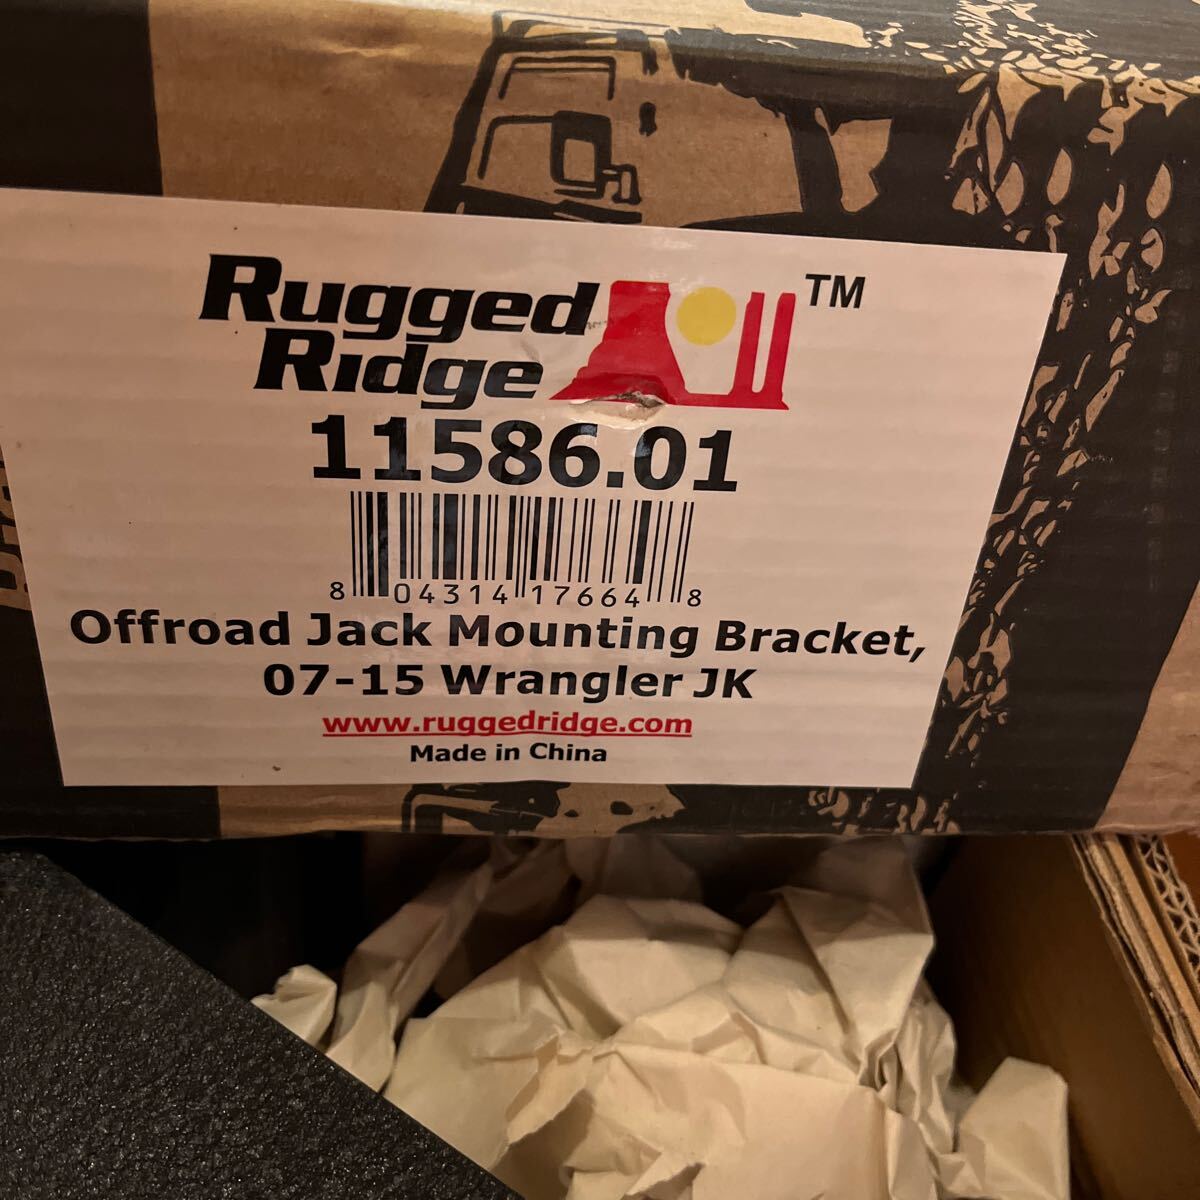 Rugged
Ridge
TM
11586.01
8 04314 17664 8
Offroad Jack Mounting Bracket,
07-15 Wrangler JK
www.ruggedridge.com
Made in China